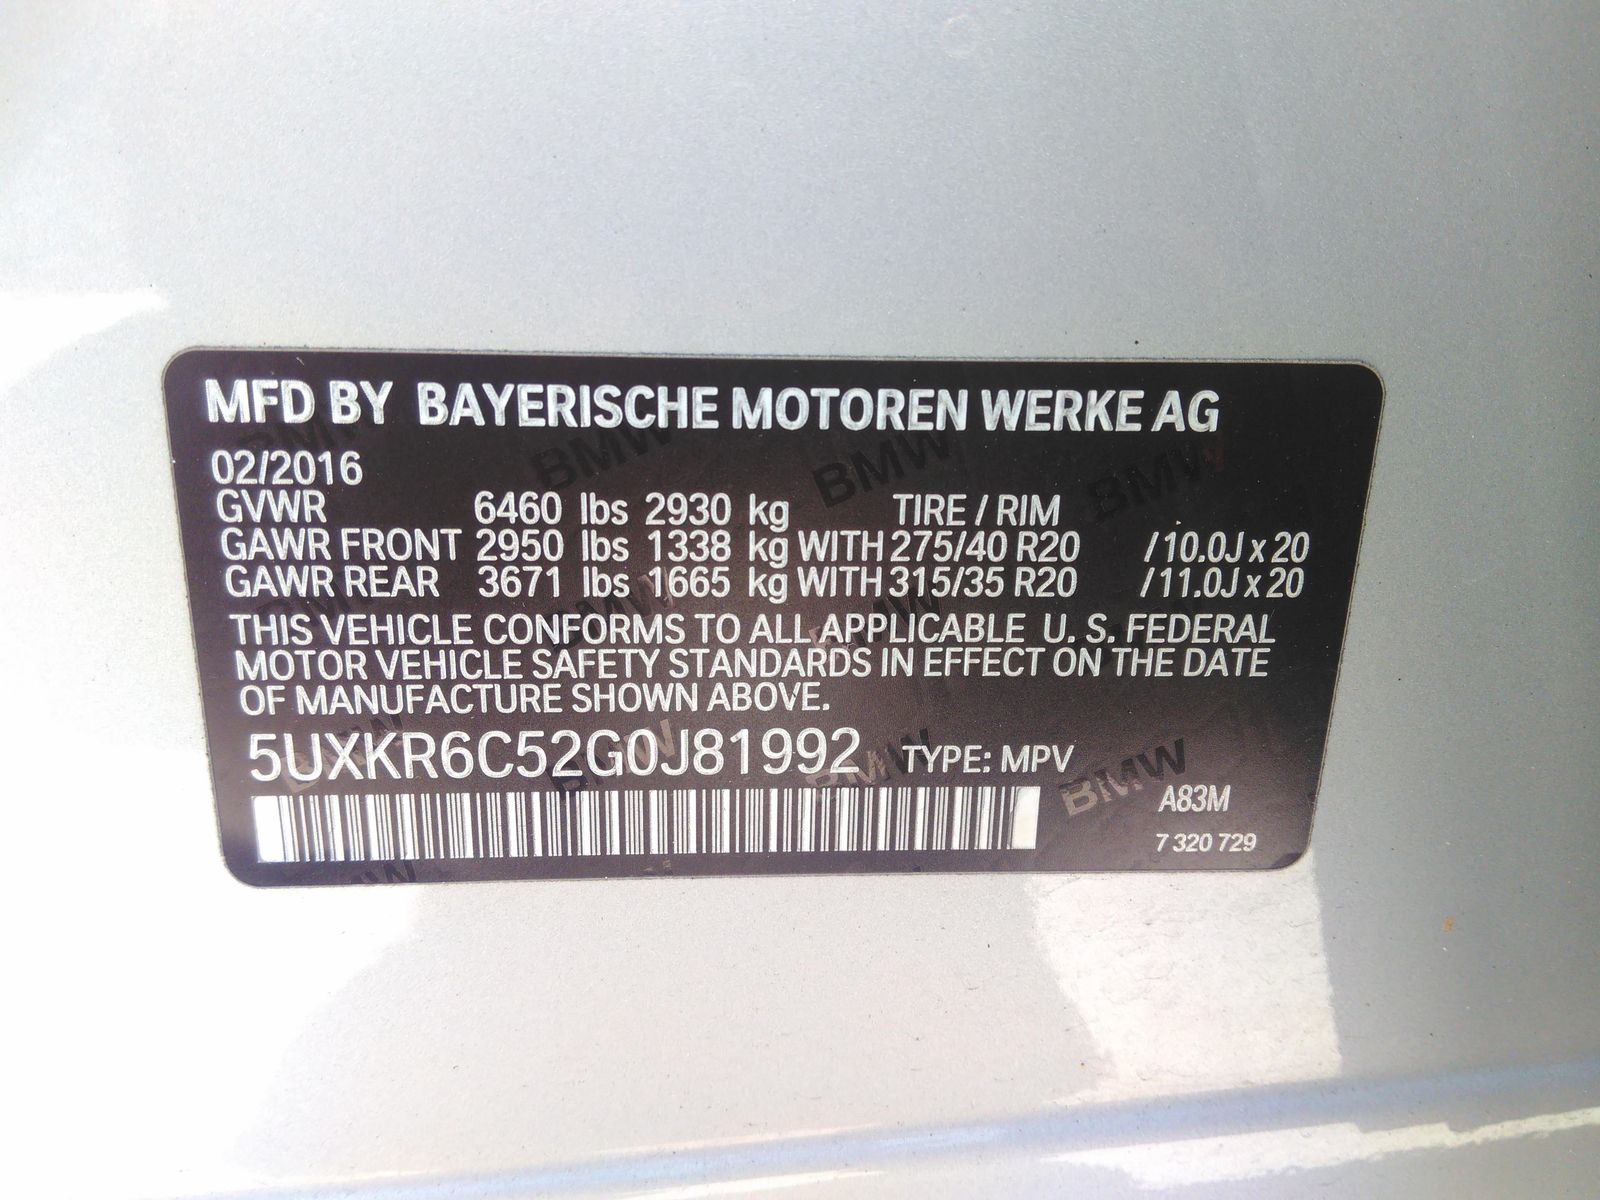 MFD BY BAYERISCHE MOTOREN WERKE AG
02/2016
GVWR 6460 lbs 2930 kg TIRE / RIM
GAWR FRONT 2950 lbs 1338 kg WITH 275/40 R20 /10.0J x 20
GAWR REAR 3671 lbs 1665 kg WITH 315/35 R20 /11.0J x 20
THIS VEHICLE CONFORMS TO ALL APPLICABLE U. S. FEDERAL
MOTOR VEHICLE SAFETY STANDARDS IN EFFECT ON THE DATE
OF MANUFACTURE SHOWN ABOVE.
5UXKR6C52G0J81992 TYPE: MPV
A83M
7 320 729